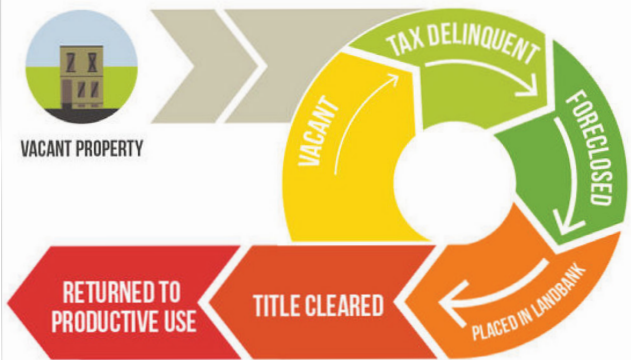 VACANT PROPERTY
VACANT
TAX DELINQUENT
FORECLOSED
PLACED IN LANDBANK
TITLE CLEARED
RETURNED TO
PRODUCTIVE USE